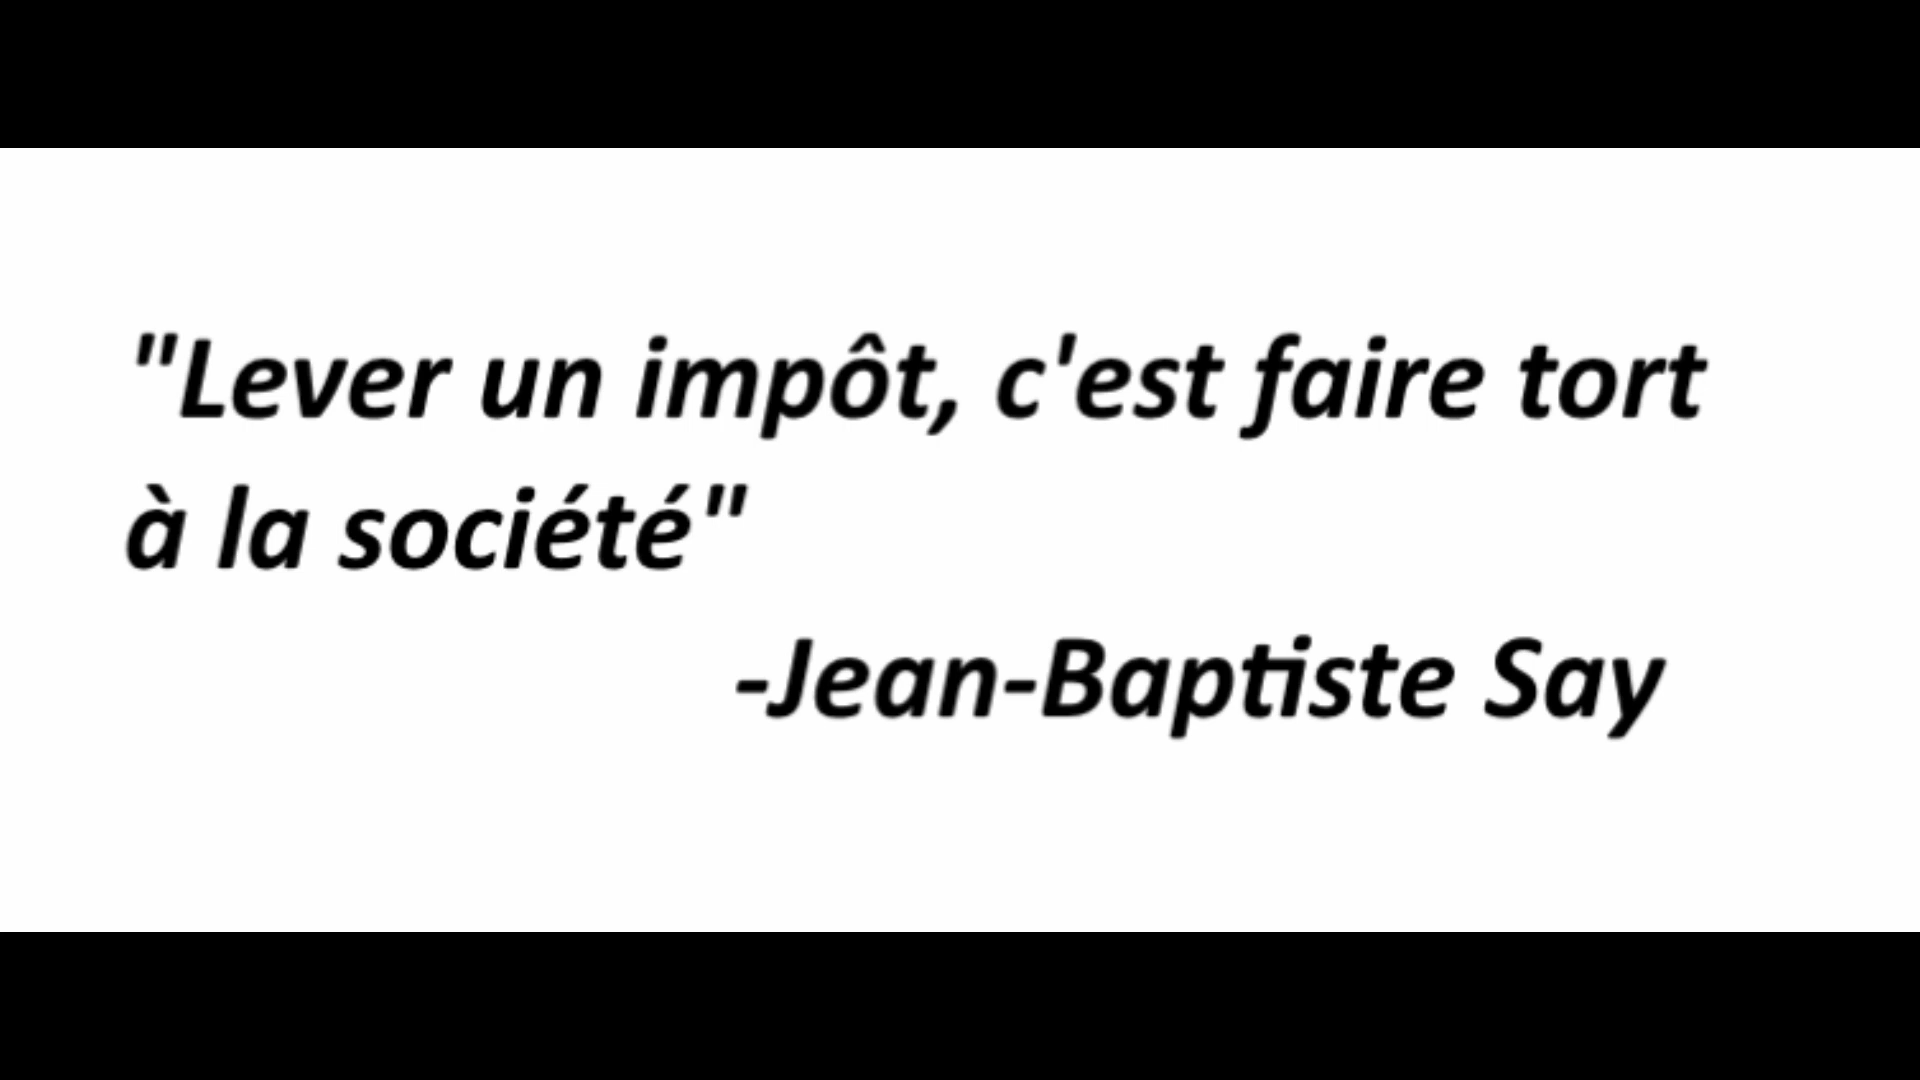 "Lever un impôt, c'est faire tort
à la société"
-Jean-Baptiste Say